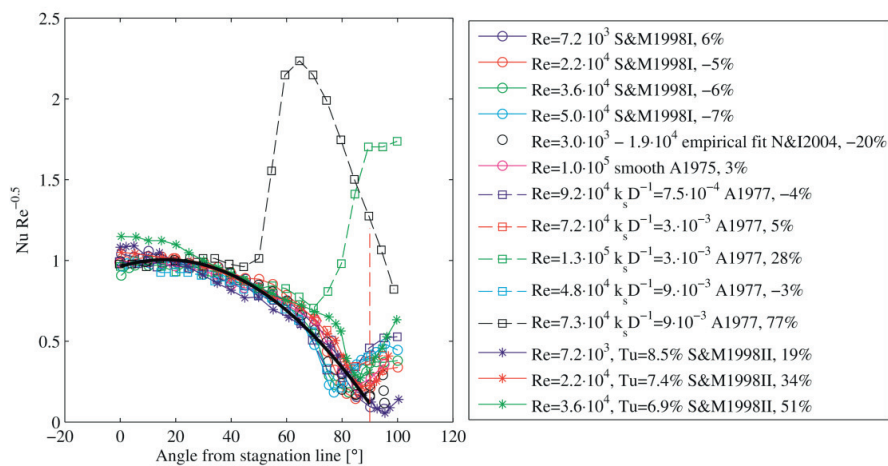 2.5
2
1.5
1
0.5
0
Nu Re^-0.5
−20 0 20 40 60 80 100 120
Angle from stagnation line [°]
Re=7.2 10^3 S&M1998I, 6%
Re=2.2·10^4 S&M1998I, −5%
Re=3.6·10^4 S&M1998I, −6%
Re=5.0·10^4 S&M1998I, −7%
Re=3.0·10^3 − 1.9·10^4 empirical fit N&I2004, −20%
Re=1.0·10^5 smooth A1975, 3%
Re=9.2·10^4 k_s D^-1=7.5·10^-4 A1977, −4%
Re=7.2·10^4 k_s D^-1=3.·10^-3 A1977, 5%
Re=1.3·10^5 k_s D^-1=3.·10^-3 A1977, 28%
Re=4.8·10^4 k_s D^-1=9.·10^-3 A1977, −3%
Re=7.3·10^4 k_s D^-1=9·10^-3 A1977, 77%
Re=7.2·10^3, Tu=8.5% S&M1998II, 19%
Re=2.2·10^4, Tu=7.4% S&M1998II, 34%
Re=3.6·10^4, Tu=6.9% S&M1998II, 51%